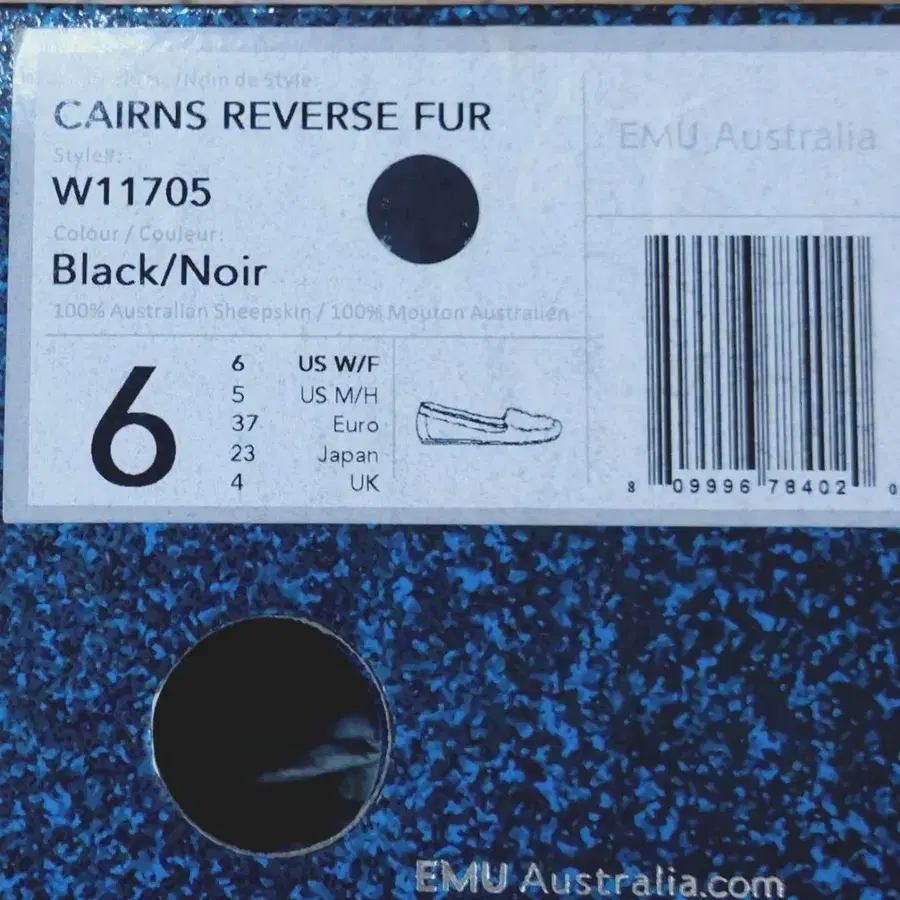 /Nom de Style:
CAIRNS REVERSE FUR
EMU Australia
Style#:
W11705
Colour / Couleur:
Black/Noir
100% Australian Sheepskin / 100% Mouton Australien
6
6 US W/F
5 US M/H
37 Euro
23 Japan
4 UK
8 09996 78402 0
EMU Australia.com